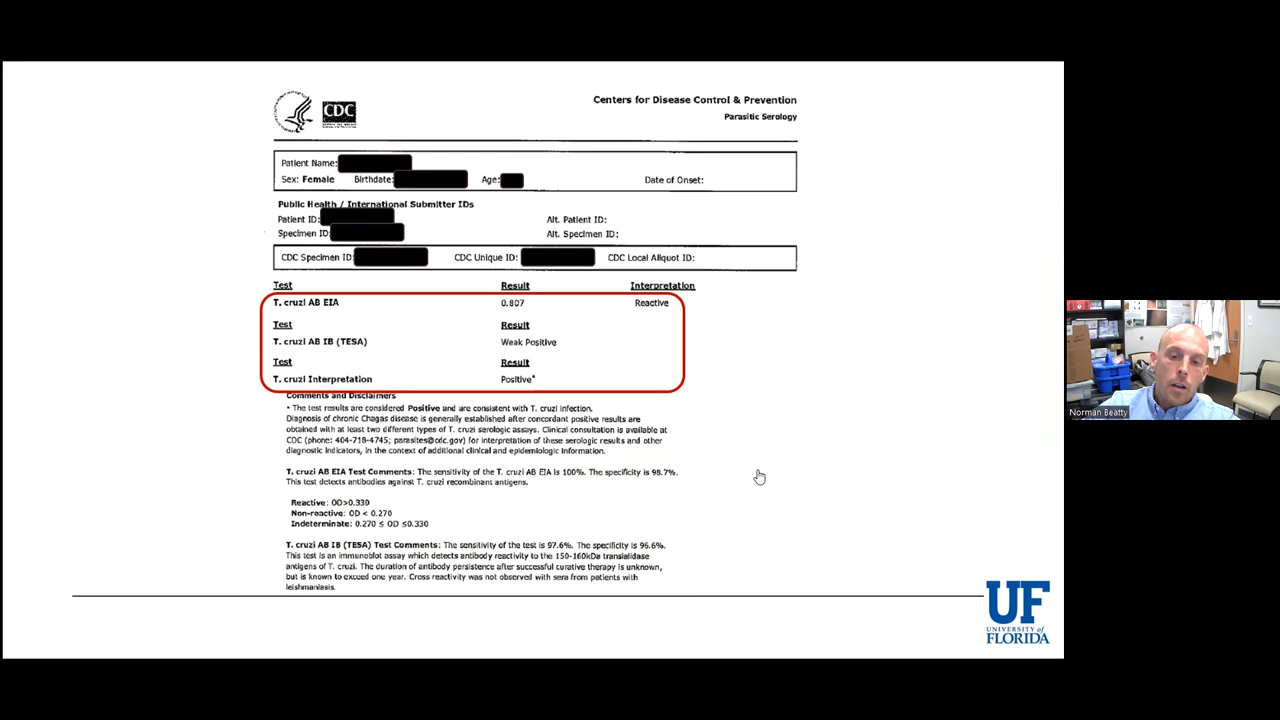 CDC
Centers for Disease Control & Prevention
Parasitic Serology
Patient Name:
Sex: Female Birthdate: Age: Date of Onset:
Public Health / International Submitter IDs
Patient ID: Alt. Patient ID:
Specimen ID: Alt. Specimen ID:
CDC Specimen ID: CDC Unique ID: CDC Local Aliquot ID:
Test Result Interpretation
T. cruzi AB EIA 0.807 Reactive
Test Result
T. cruzi AB IB (TESA) Weak Positive
Test Result
T. cruzi Interpretation Positive*
Comments and Disclaimers
* The test results are considered Positive and are consistent with T. cruzi infection.
Diagnosis of chronic Chagas disease is generally established after concordant positive results are
obtained with at least two different types of T. cruzi serologic assays. Clinical consultation is available at
CDC (phone: 404-718-4745; parasites@cdc.gov) for interpretation of these serologic results and other
diagnostic indicators, in the context of additional clinical and epidemiologic information.
T. cruzi AB EIA Test Comments: The sensitivity of the T. cruzi AB EIA is 100%. The specificity is 98.7%.
This test detects antibodies against T. cruzi recombinant antigens.
Reactive: OD>0.330
Non-reactive: OD < 0.270
Indeterminate: 0.270 ≤ OD ≤0.330
T. cruzi AB IB (TESA) Test Comments: The sensitivity of the test is 97.6%. The specificity is 96.6%.
This test is an immunoblot assay which detects antibody reactivity to the 150-160kDa transialidase
antigens of T. cruzi. The duration of antibody persistence after successful curative therapy is unknown,
but is known to exceed one year. Cross reactivity was not observed with sera from patients with
leishmaniasis.
UF
UNIVERSITY of
FLORIDA
Norman Beatty